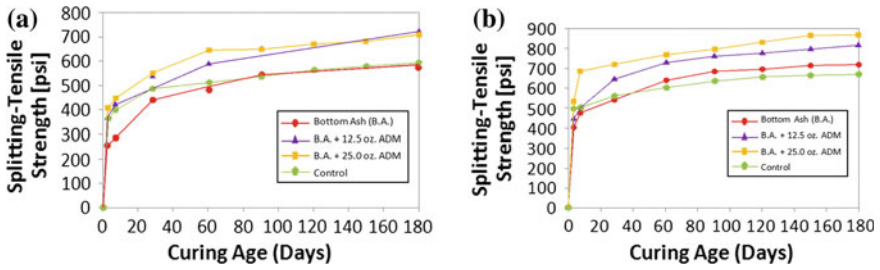 (a)
Splitting-Tensile
Strength [psi]
800
700
600
500
400
300
200
100
0
0 20 40 60 80 100 120 140 160 180
Curing Age (Days)
Bottom Ash (B.A.)
B.A. + 12.5 oz. ADM
B.A. + 25.0 oz. ADM
Control
(b)
Splitting-Tensile
Strength [psi]
900
800
700
600
500
400
300
200
100
0
0 20 40 60 80 100 120 140 160 180
Curing Age (Days)
Bottom Ash (B.A.)
B.A. + 12.5 oz. ADM
B.A. + 25.0 oz. ADM
Control